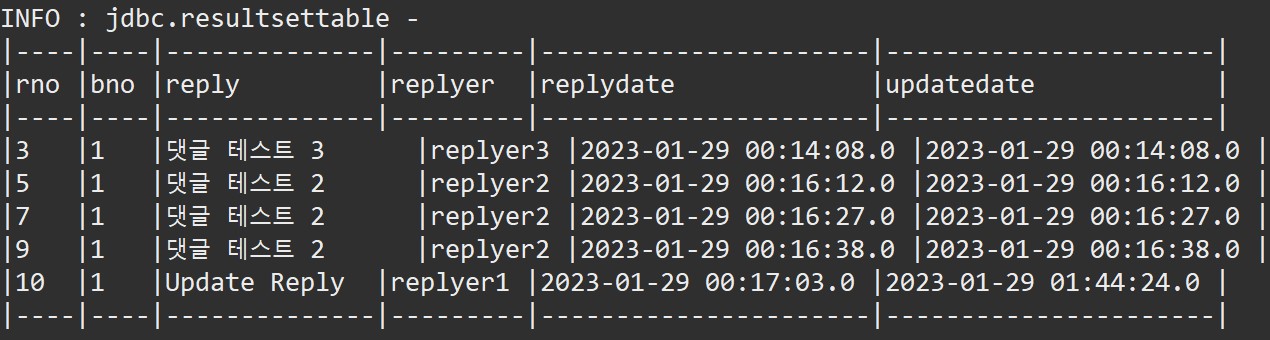 INFO : jdbc.resultsettable -
|----|----|--------------|---------|----------------------|----------------------|
|rno |bno |reply         |replyer  |replydate             |updatedate            |
|----|----|--------------|---------|----------------------|----------------------|
|3   |1   |댓글 테스트 3      |replyer3 |2023-01-29 00:14:08.0 |2023-01-29 00:14:08.0 |
|5   |1   |댓글 테스트 2      |replyer2 |2023-01-29 00:16:12.0 |2023-01-29 00:16:12.0 |
|7   |1   |댓글 테스트 2      |replyer2 |2023-01-29 00:16:27.0 |2023-01-29 00:16:27.0 |
|9   |1   |댓글 테스트 2      |replyer2 |2023-01-29 00:16:38.0 |2023-01-29 00:16:38.0 |
|10  |1   |Update Reply  |replyer1 |2023-01-29 00:17:03.0 |2023-01-29 01:44:24.0 |
|----|----|--------------|---------|----------------------|----------------------|